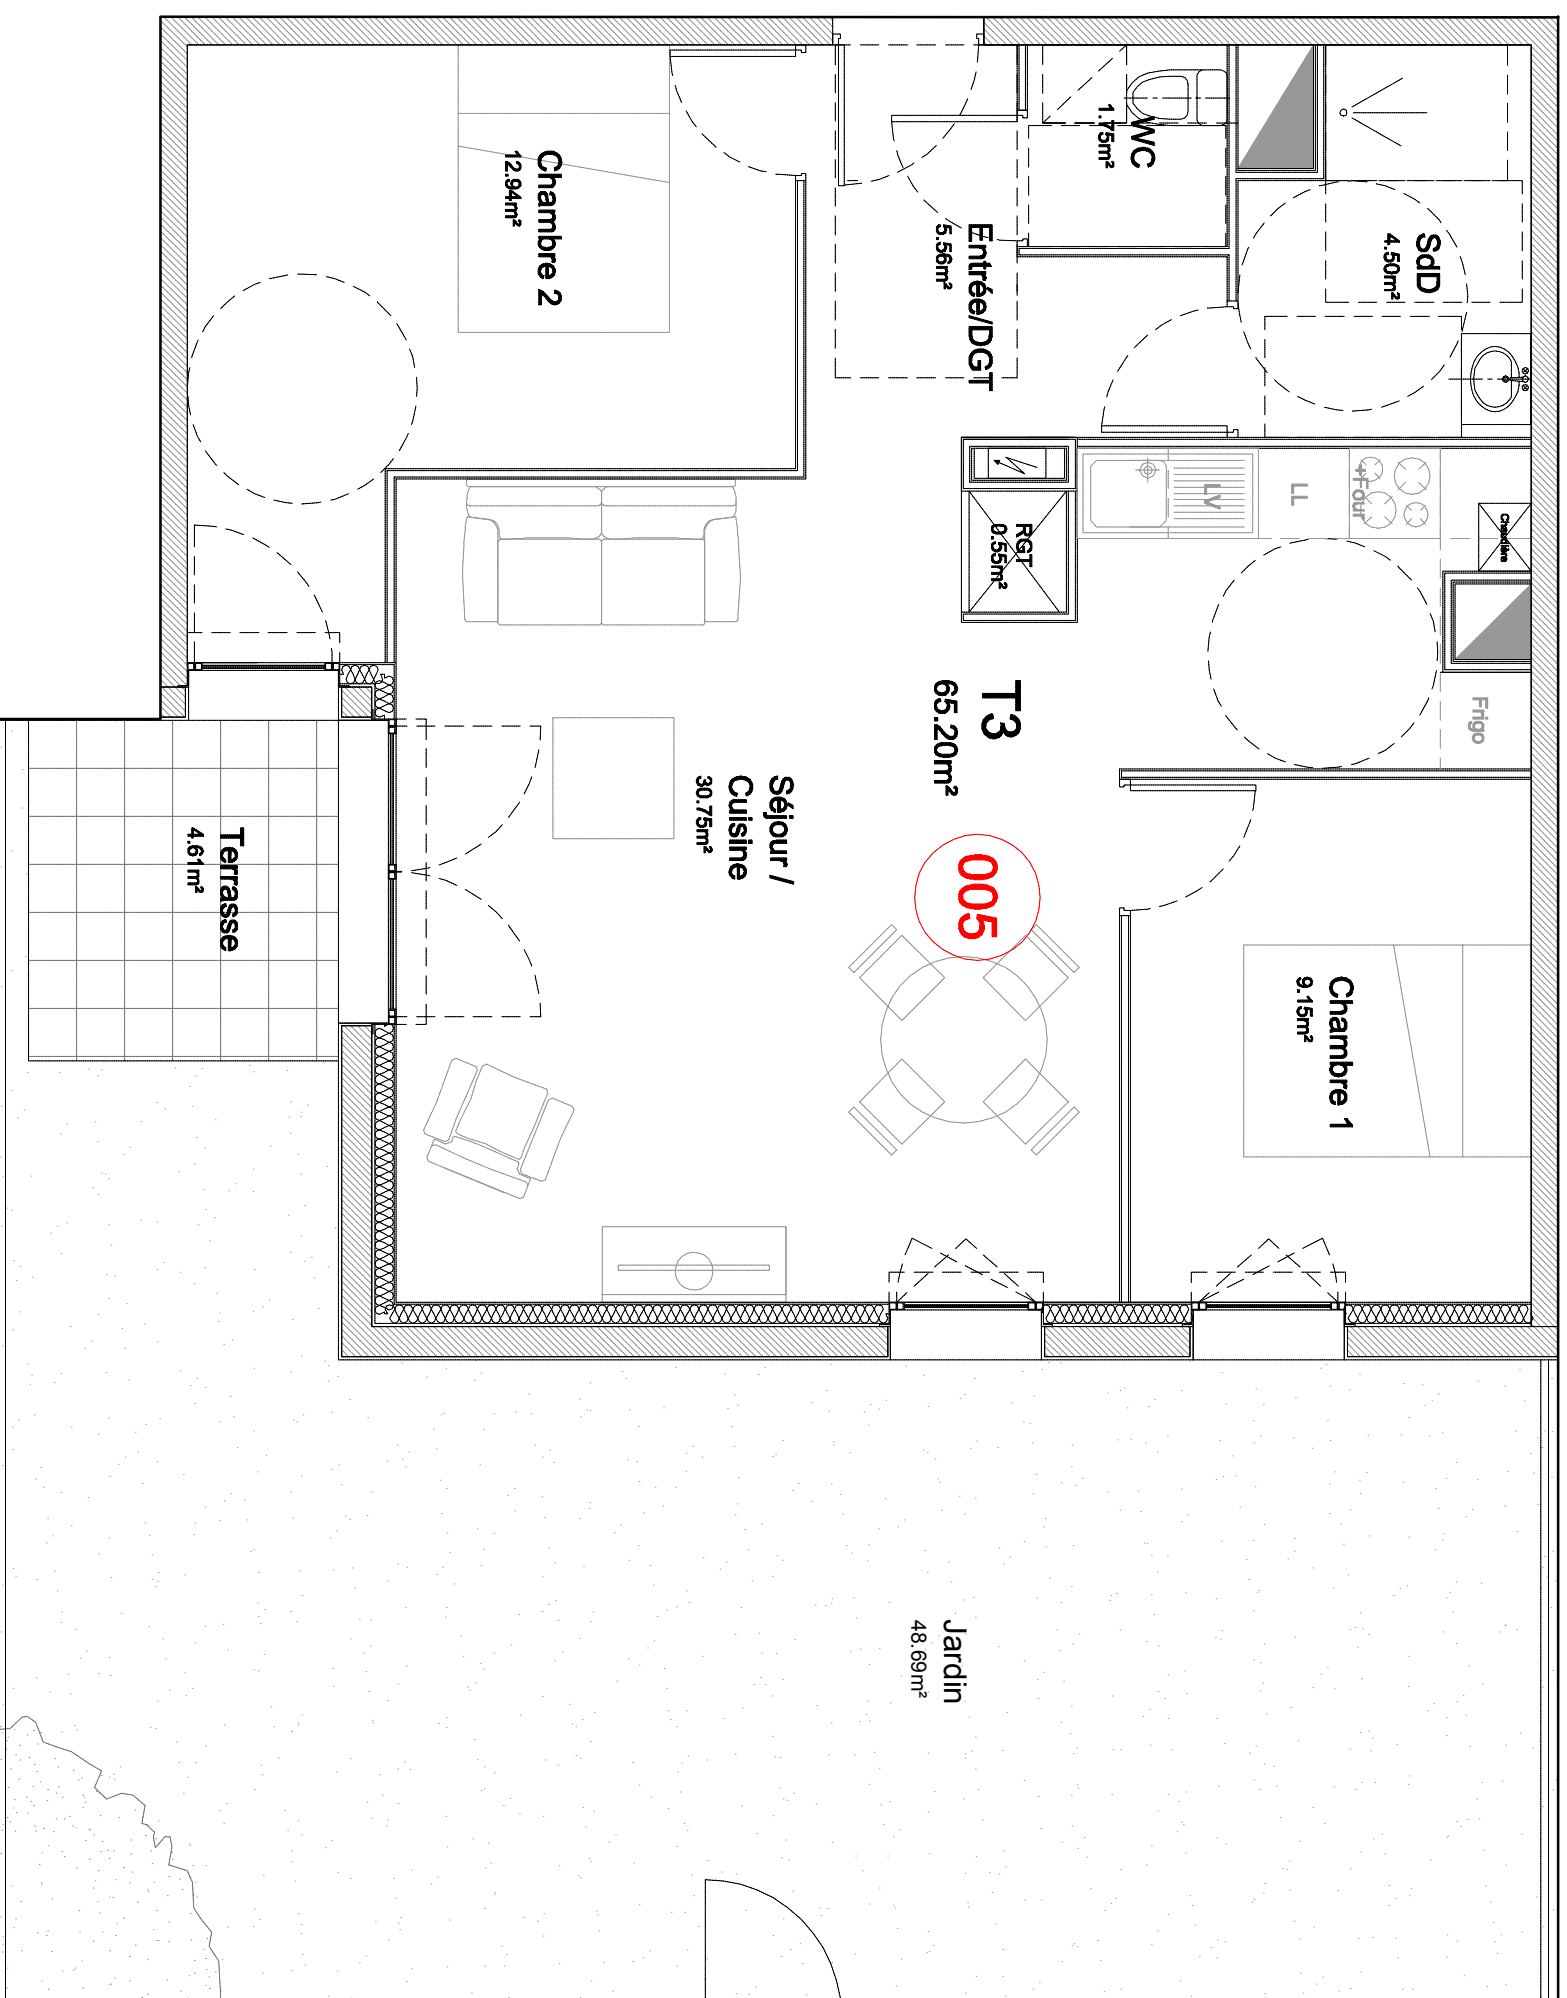 SdD
4.50m²
WC
1.75m²
Entrée/DGT
5.56m²
Chambre 2
12.94m²
Chaudière
+Four
LL
LV
RGT
0.55m²
Frigo
T3
65.20m²
005
Séjour /
Cuisine
30.75m²
Chambre 1
9.15m²
Terrasse
4.61m²
Jardin
48.69m²